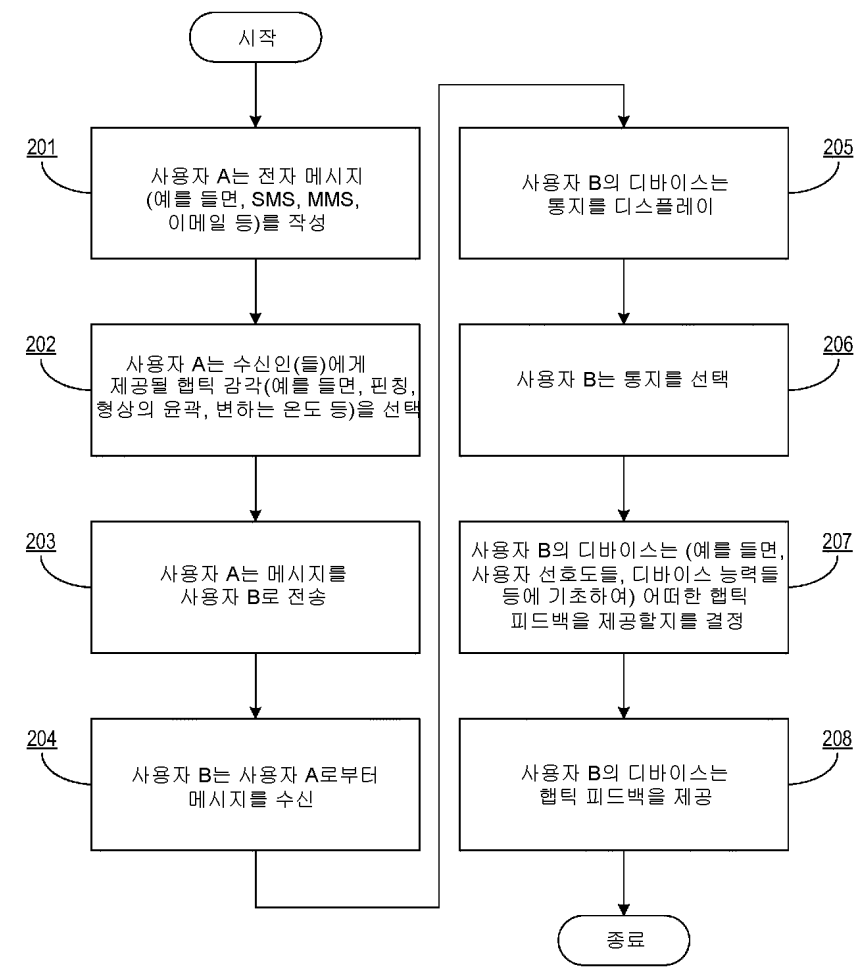 시작
201
사용자 A는 전자 메시지
(예를 들면, SMS, MMS,
이메일 등)를 작성
202
사용자 A는 수신인(들)에게
제공될 햅틱 감각(예를 들면, 핀칭,
형상의 윤곽, 변하는 온도 등)을 선택
203
사용자 A는 메시지를
사용자 B로 전송
204
사용자 B는 사용자 A로부터
메시지를 수신
205
사용자 B의 디바이스는
통지를 디스플레이
206
사용자 B는 통지를 선택
207
사용자 B의 디바이스는 (예를 들면,
사용자 선호도들, 디바이스 능력들
등에 기초하여) 어떠한 햅틱
피드백을 제공할지를 결정
208
사용자 B의 디바이스는
햅틱 피드백을 제공
종료